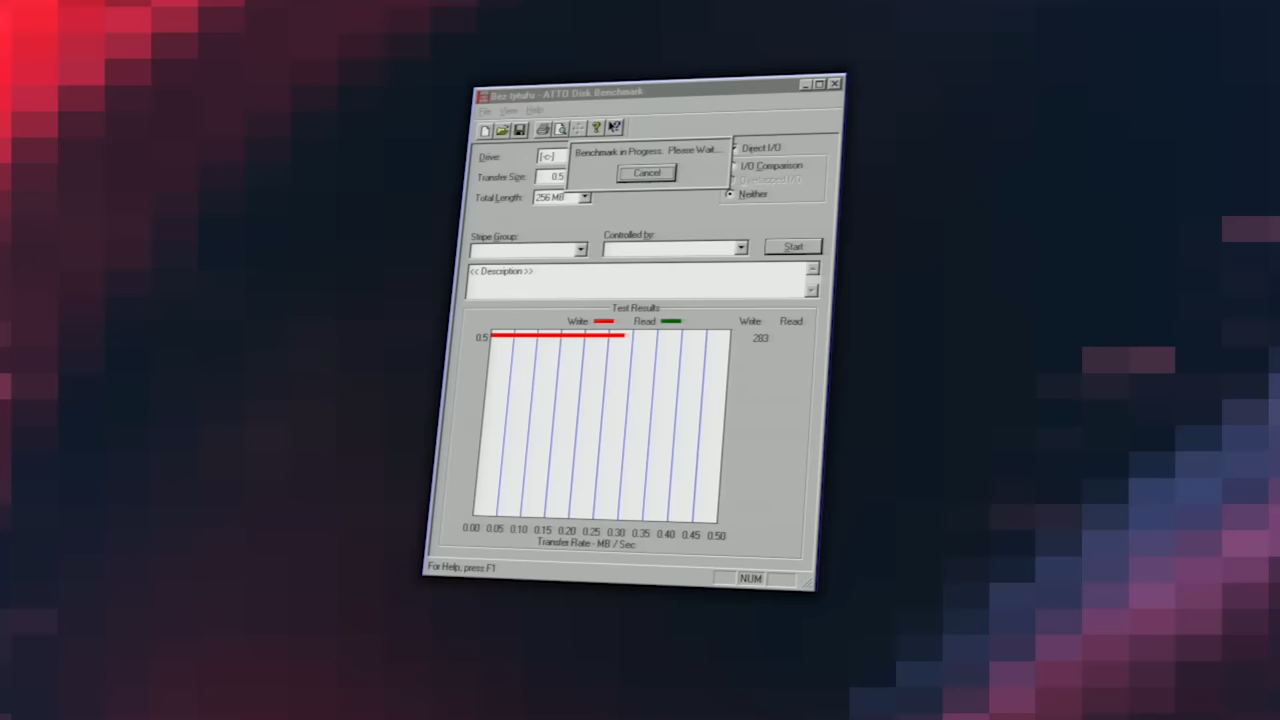 Bez tytułu - ATTO Disk Benchmark
File View Help
Benchmark in Progress. Please Wait...
Cancel
Drive: [-c-]
Transfer Size: 0.5
Total Length: 256 MB
Direct I/O
I/O Comparison
Overlapped I/O
Neither
Stripe Group:
Controlled by:
Start
<< Description >>
Test Results
Write Read Write Read
0.5 283
0.00 0.05 0.10 0.15 0.20 0.25 0.30 0.35 0.40 0.45 0.50
Transfer Rate - MB / Sec
For Help, press F1
NUM